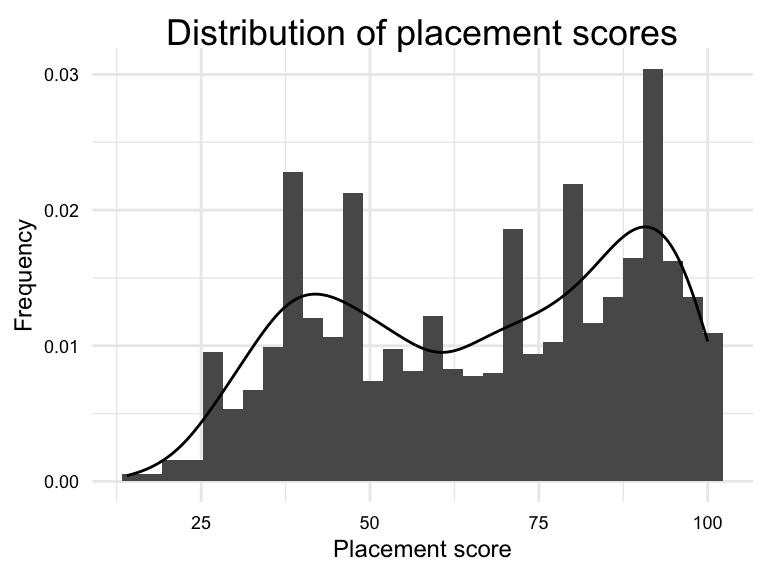 Distribution of placement scores
0.03
0.02
0.01
0.00
Frequency
25 50 75 100
Placement score